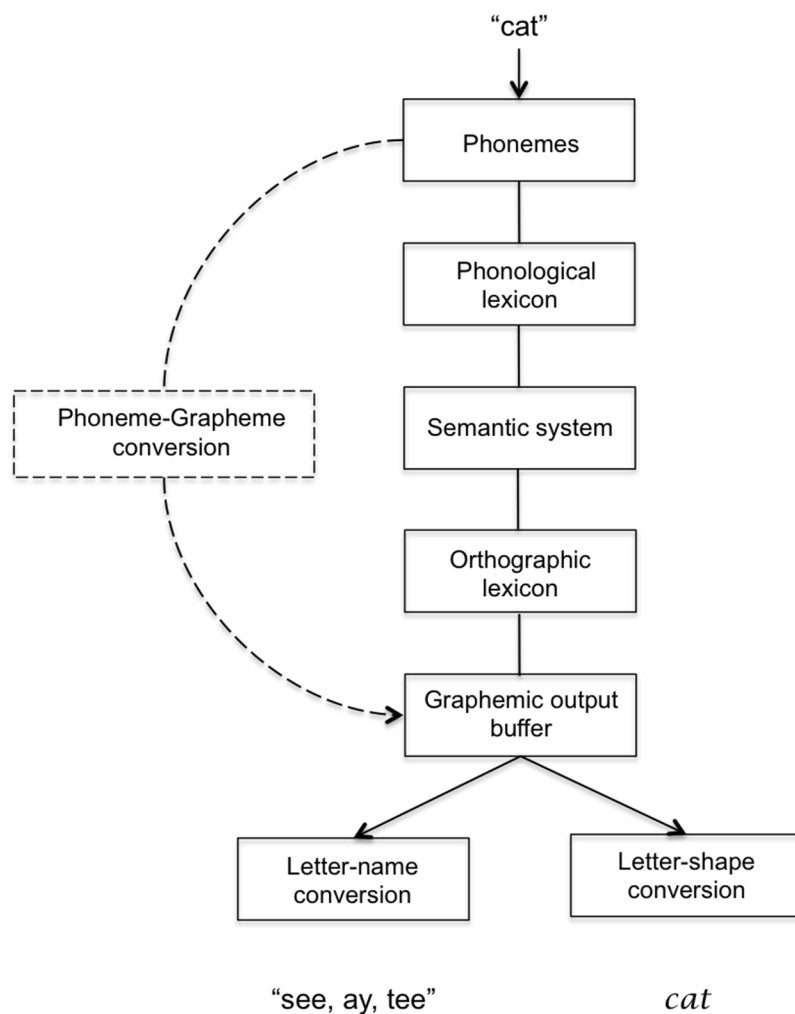 “cat”
Phonemes
Phonological
lexicon
Phoneme-Grapheme
conversion
Semantic system
Orthographic
lexicon
Graphemic output
buffer
Letter-name
conversion
Letter-shape
conversion
“see, ay, tee”
cat